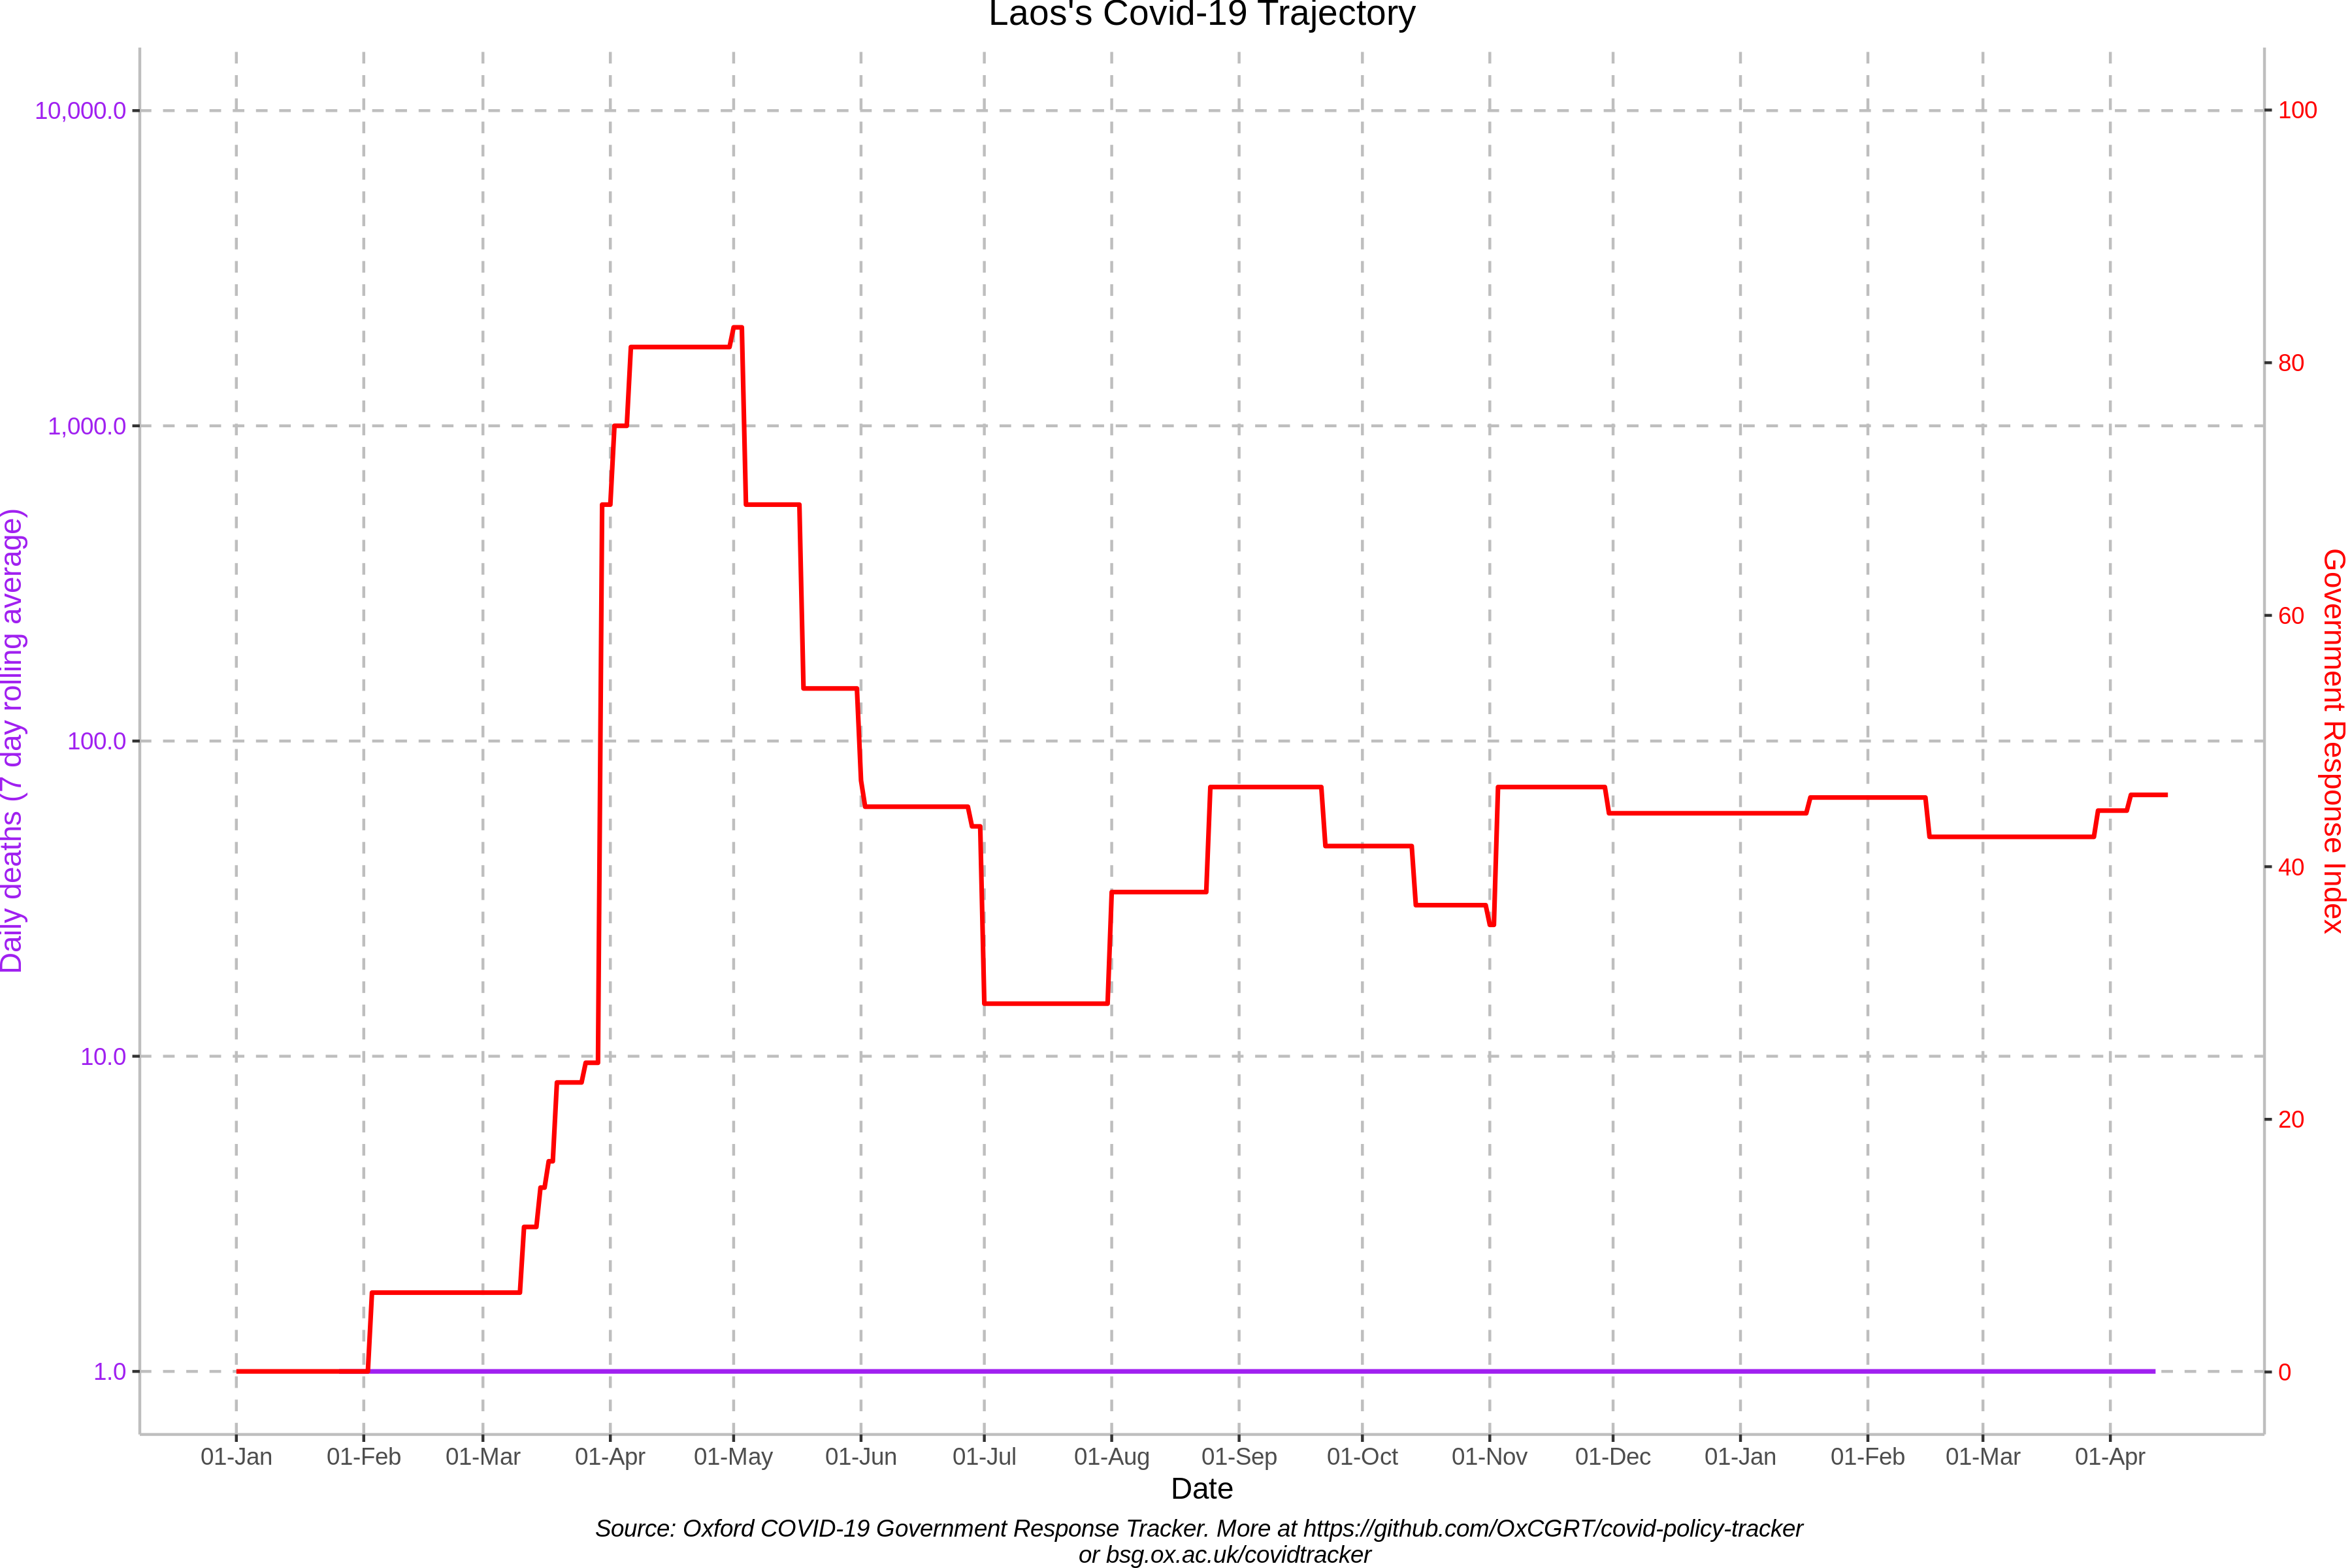 Laos's Covid-19 Trajectory
10,000.0
1,000.0
100.0
10.0
1.0
Daily deaths (7 day rolling average)
100
80
60
40
20
0
Government Response Index
01-Jan 01-Feb 01-Mar 01-Apr 01-May 01-Jun 01-Jul 01-Aug 01-Sep 01-Oct 01-Nov 01-Dec 01-Jan 01-Feb 01-Mar 01-Apr
Date
Source: Oxford COVID-19 Government Response Tracker. More at https://github.com/OxCGRT/covid-policy-tracker
or bsg.ox.ac.uk/covidtracker